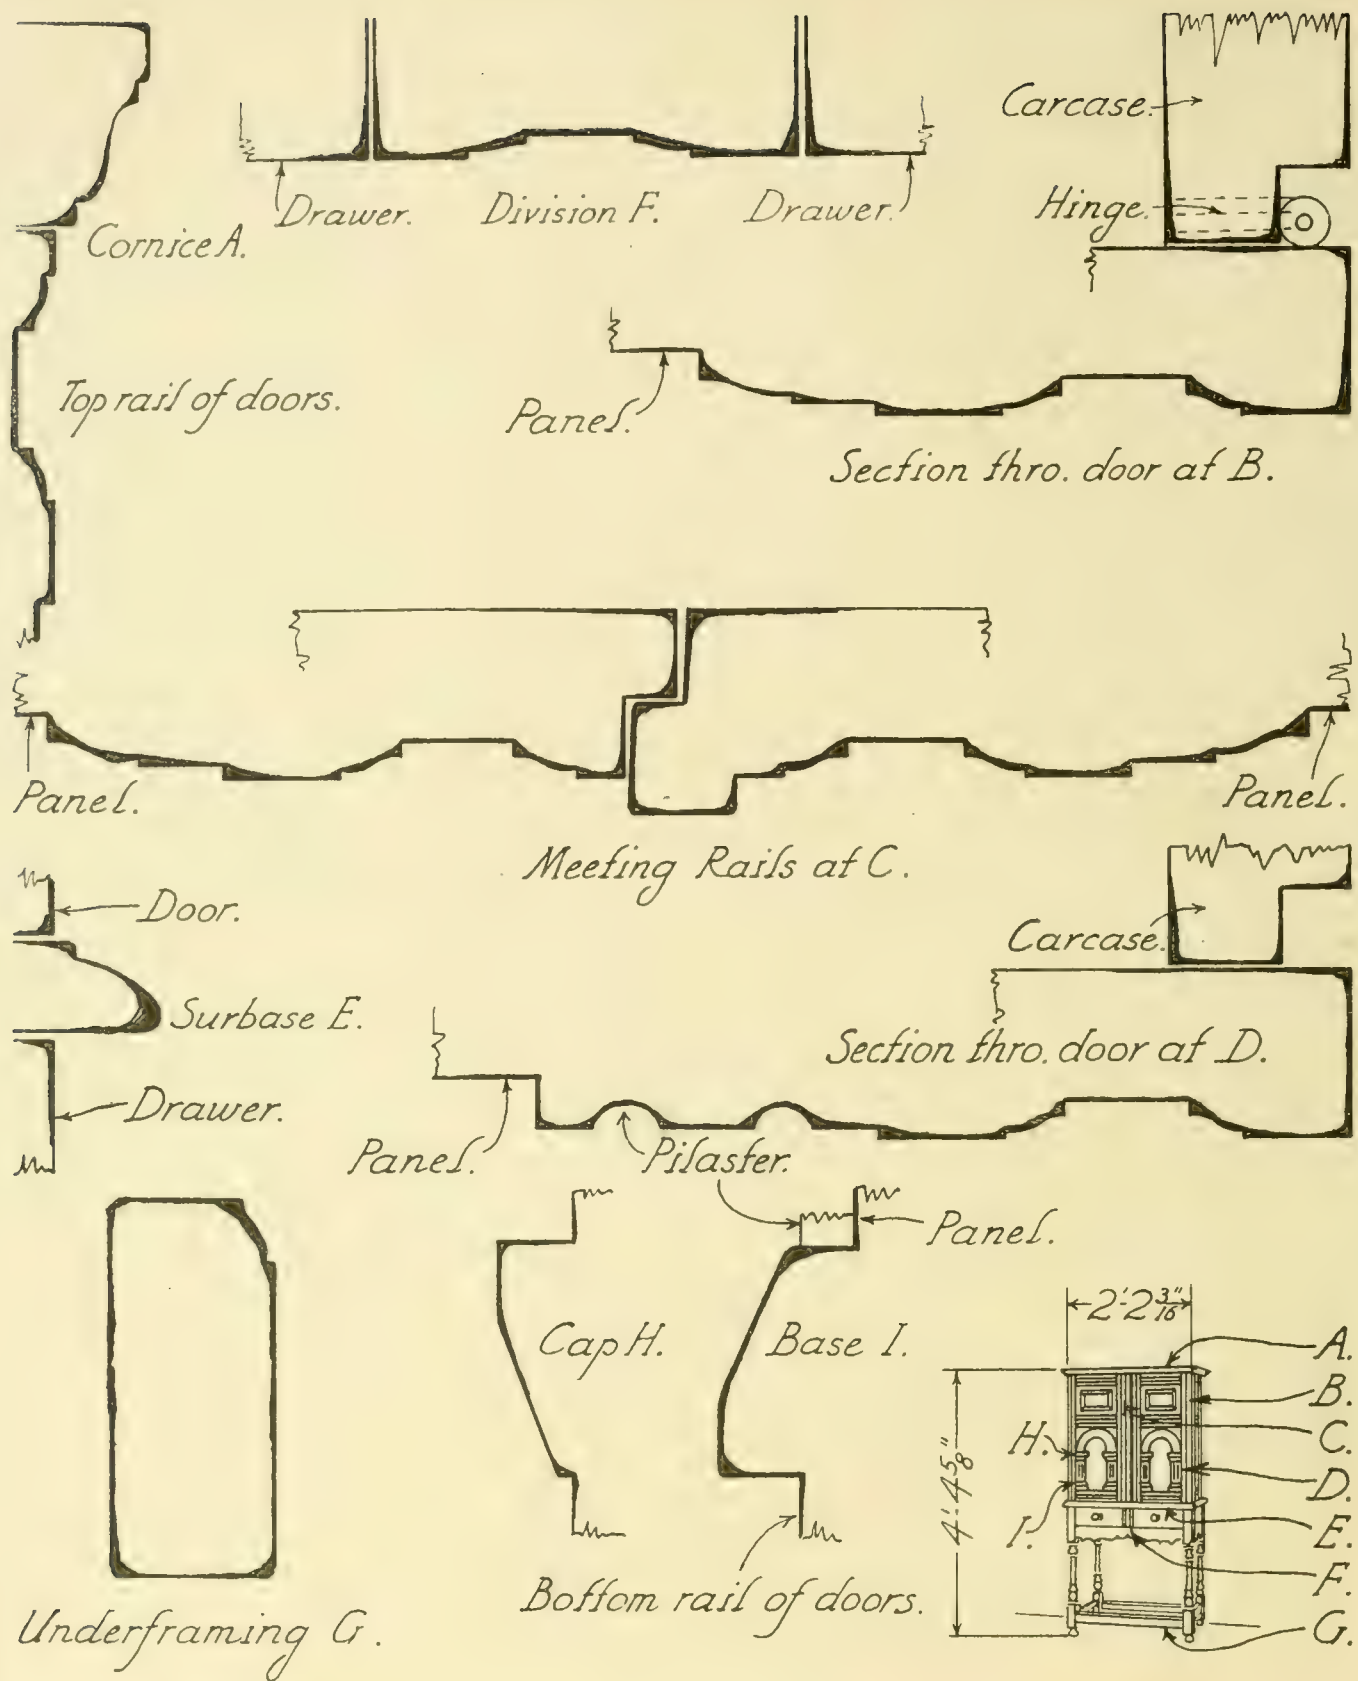 Carcase.
Drawer.
Division F.
Drawer.
Hinge.
Cornice A.
Top rail of doors.
Panel.
Section thro. door at B.
Panel.
Panel.
Meeting Rails at C.
Door.
Carcase.
Surbase E.
Section thro. door at D.
Drawer.
Panel.
Pilaster.
Panel.
Cap H.
Base I.
2'-2 3/16"
A.
B.
C.
H.
D.
4'-4 5/8"
E.
I.
F.
G.
Bottom rail of doors.
Underframing G.